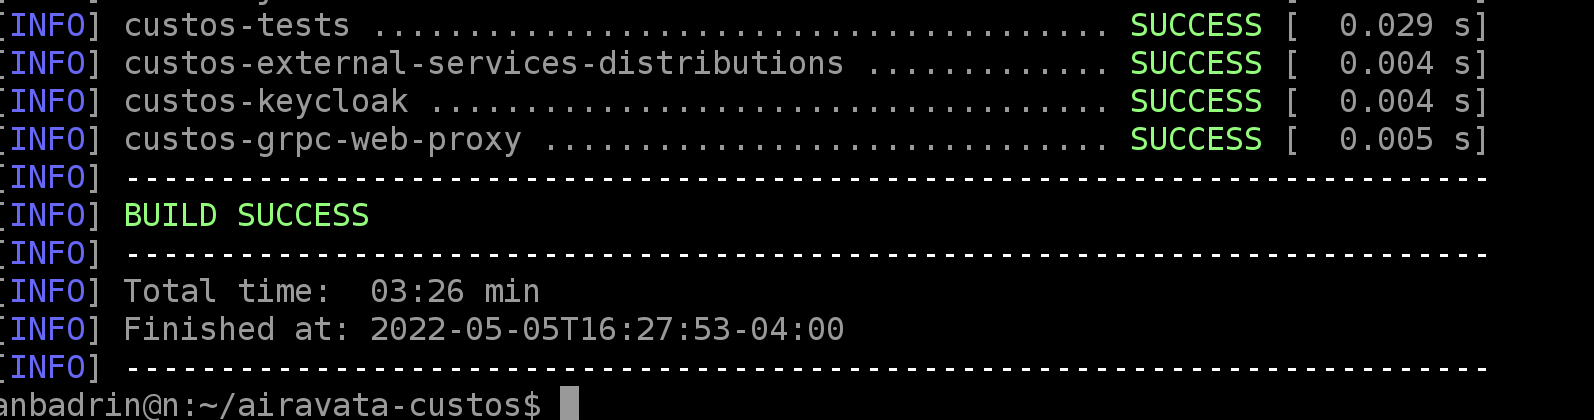 [INFO] custos-tests ....................................... SUCCESS [  0.029 s]
[INFO] custos-external-services-distributions ............. SUCCESS [  0.004 s]
[INFO] custos-keycloak .................................... SUCCESS [  0.004 s]
[INFO] custos-grpc-web-proxy .............................. SUCCESS [  0.005 s]
[INFO] ------------------------------------------------------------------------
[INFO] BUILD SUCCESS
[INFO] ------------------------------------------------------------------------
[INFO] Total time:  03:26 min
[INFO] Finished at: 2022-05-05T16:27:53-04:00
[INFO] ------------------------------------------------------------------------
anbadrin@n:~/airavata-custos$